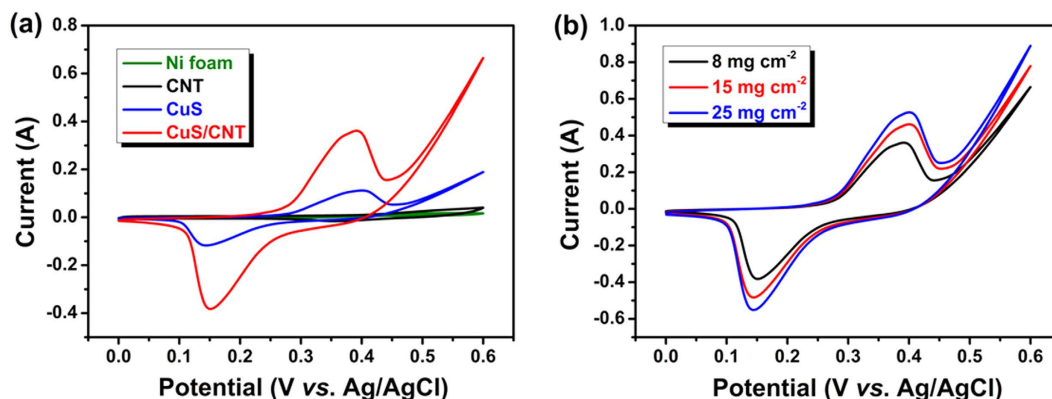 (a)
Ni foam
CNT
CuS
CuS/CNT
0.8
0.6
0.4
0.2
0.0
-0.2
-0.4
Current (A)
0.0 0.1 0.2 0.3 0.4 0.5 0.6
Potential (V vs. Ag/AgCl)
(b)
8 mg cm⁻²
15 mg cm⁻²
25 mg cm⁻²
1.0
0.8
0.6
0.4
0.2
0.0
-0.2
-0.4
-0.6
Current (A)
0.0 0.1 0.2 0.3 0.4 0.5 0.6
Potential (V vs. Ag/AgCl)